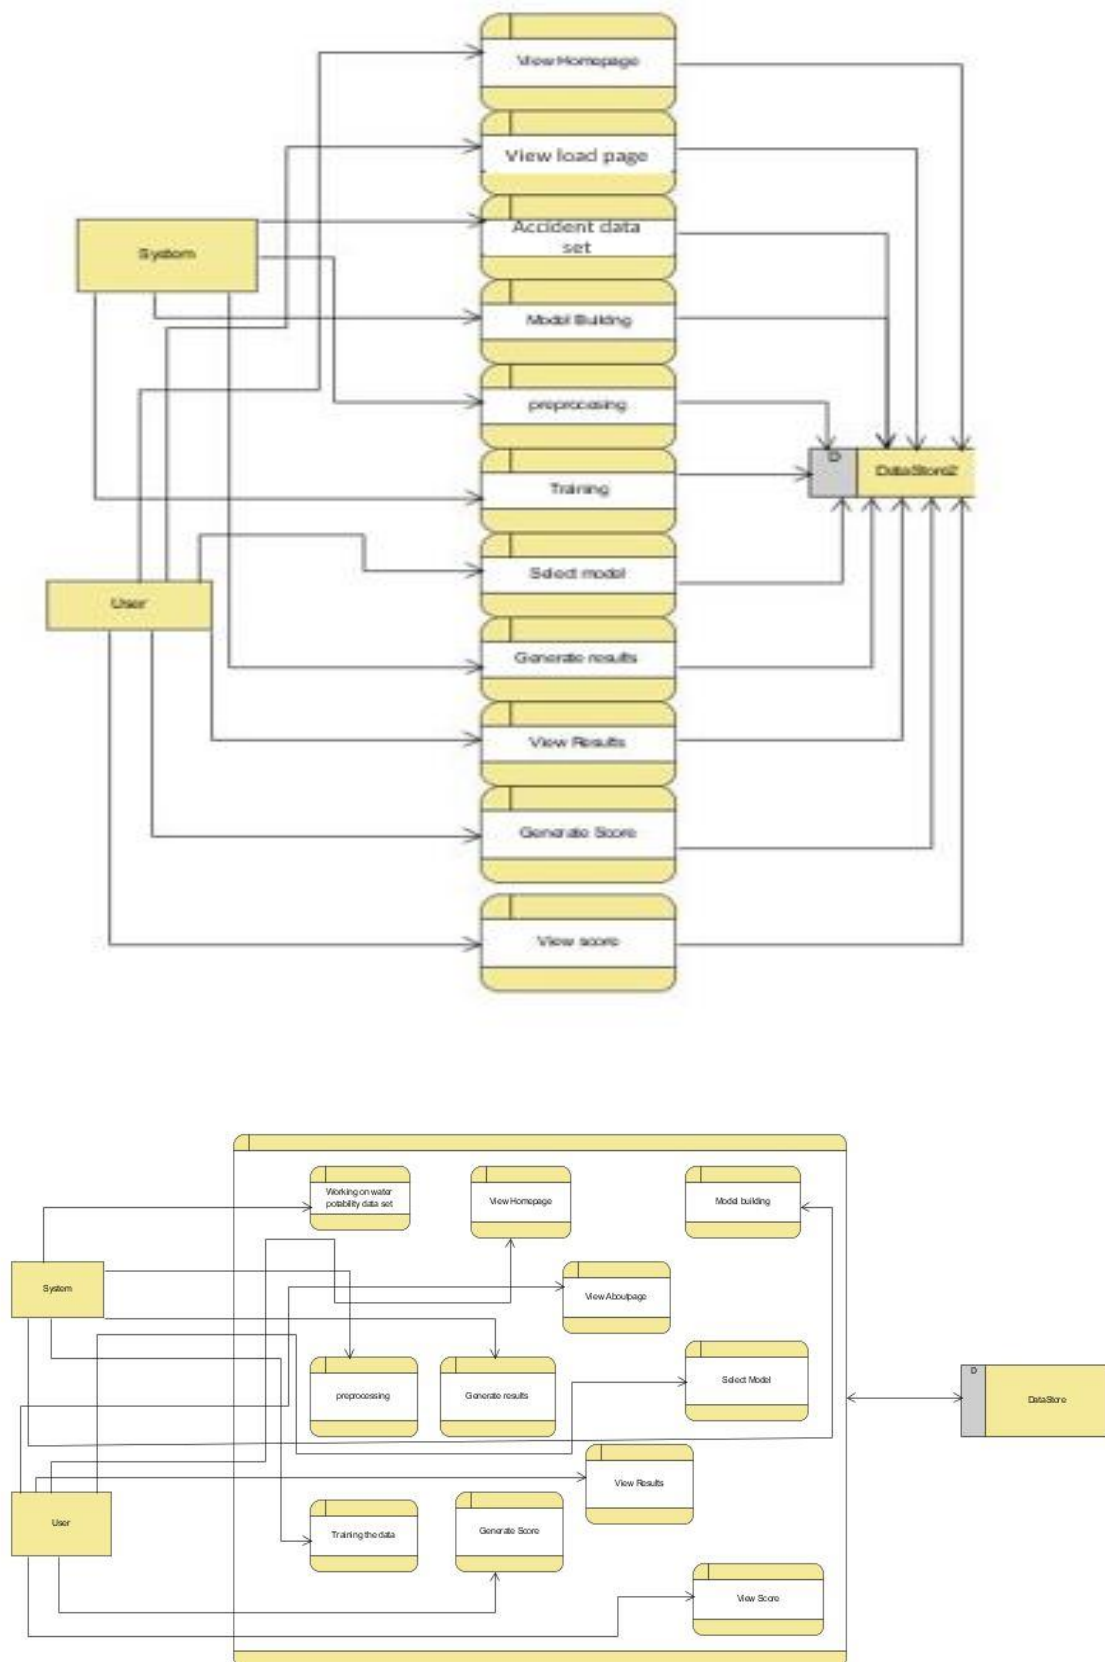 View Homepage
View load page
Accident data
set
System
Model Building
preprocesing
D
DataStore2
Training
Select model
User
Generate results
View Results
Generate Score
View score
Working on water
potability data set
View Homepage
Model building
System
View Aboutpage
preprocessing
Generate results
Select Model
D
DataStore
View Results
User
Training the data
Generate Score
View Score